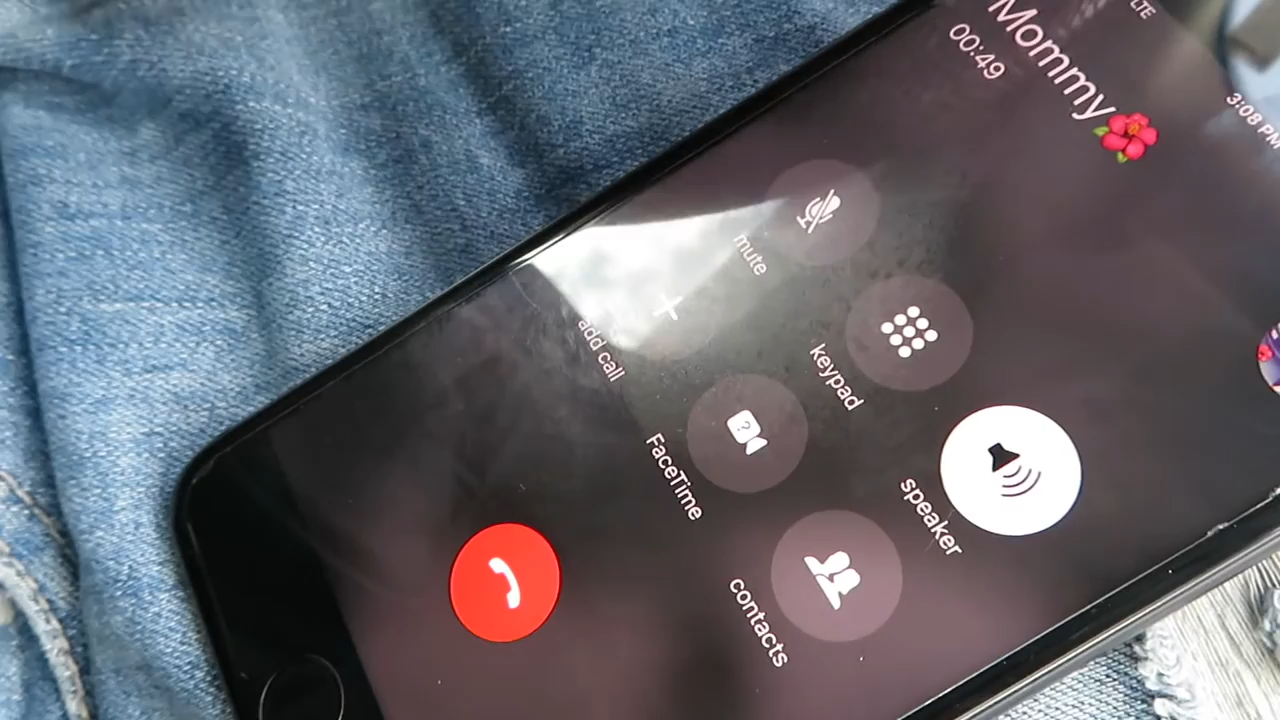 LTE
3:08 PM
Mommy🌺
00:49
mute
keypad
speaker
add call
FaceTime
contacts